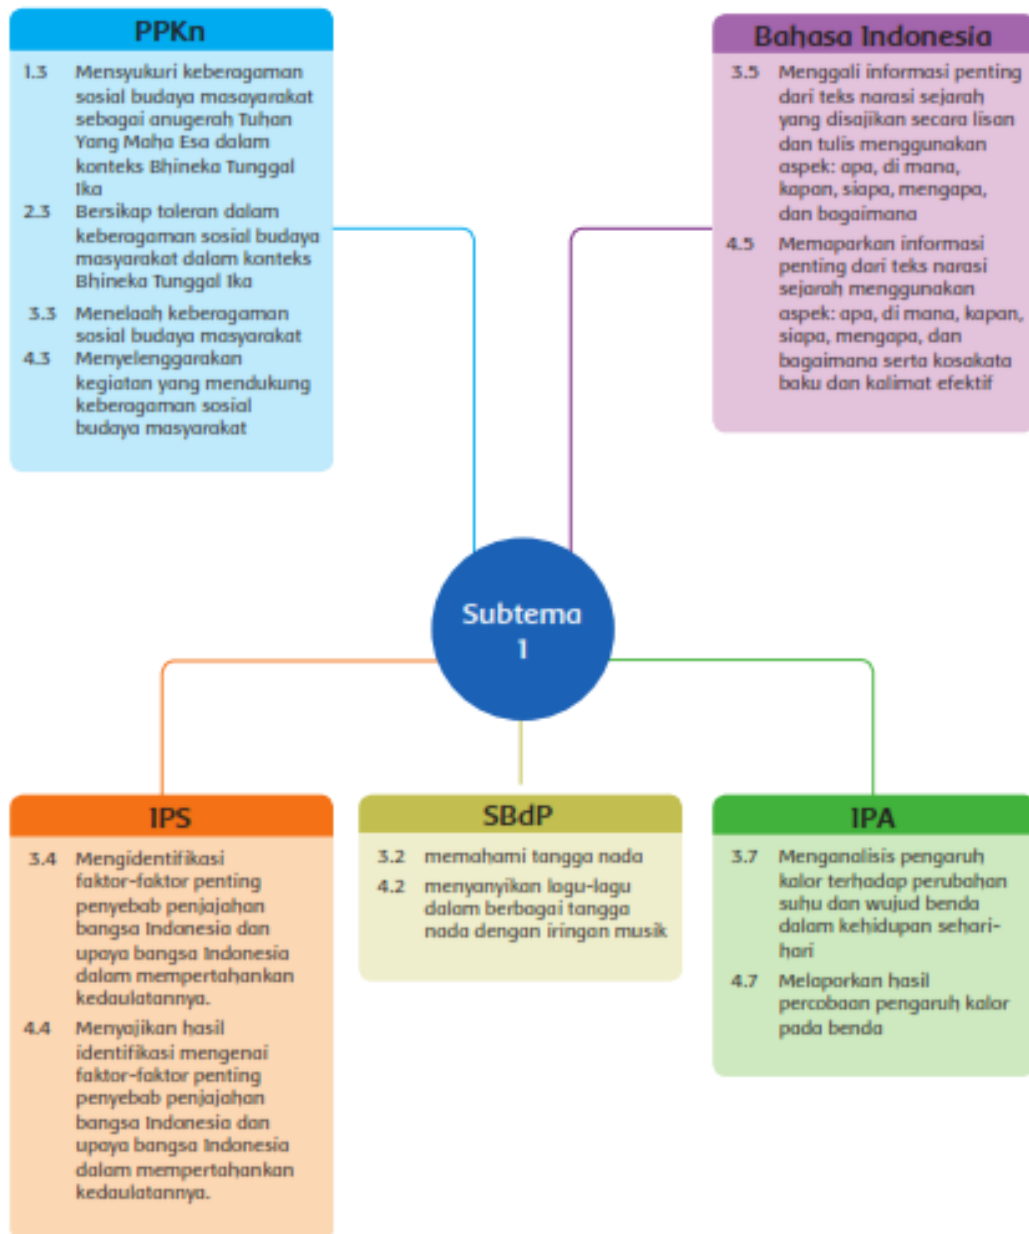 PPKn
1.3 Mensyukuri keberagaman
sosial budaya masayarakat
sebagai anugerah Tuhan
Yang Maha Esa dalam
konteks Bhineka Tunggal
Ika
2.3 Bersikap toleran dalam
keberagaman sosial budaya
masyarakat dalam konteks
Bhineka Tunggal Ika
3.3 Menelaah keberagaman
sosial budaya masyarakat
4.3 Menyelenggarakan
kegiatan yang mendukung
keberagaman sosial
budaya masyarakat
Bahasa Indonesia
3.5 Menggali informasi penting
dari teks narasi sejarah
yang disajikan secara lisan
dan tulis menggunakan
aspek: apa, di mana,
kapan, siapa, mengapa,
dan bagaimana
4.5 Memaparkan informasi
penting dari teks narasi
sejarah menggunakan
aspek: apa, di mana, kapan,
siapa, mengapa, dan
bagaimana serta kosakata
baku dan kalimat efektif
Subtema
1
IPS
3.4 Mengidentifikasi
faktor-faktor penting
penyebab penjajahan
bangsa Indonesia dan
upaya bangsa Indonesia
dalam mempertahankan
kedaulatannya.
4.4 Menyajikan hasil
identifikasi mengenai
faktor-faktor penting
penyebab penjajahan
bangsa Indonesia dan
upaya bangsa Indonesia
dalam mempertahankan
kedaulatannya.
SBdP
3.2 memahami tangga nada
4.2 menyanyikan lagu-lagu
dalam berbagai tangga
nada dengan iringan musik
IPA
3.7 Menganalisis pengaruh
kalor terhadap perubahan
suhu dan wujud benda
dalam kehidupan sehari-
hari
4.7 Melaporkan hasil
percobaan pengaruh kalor
pada benda